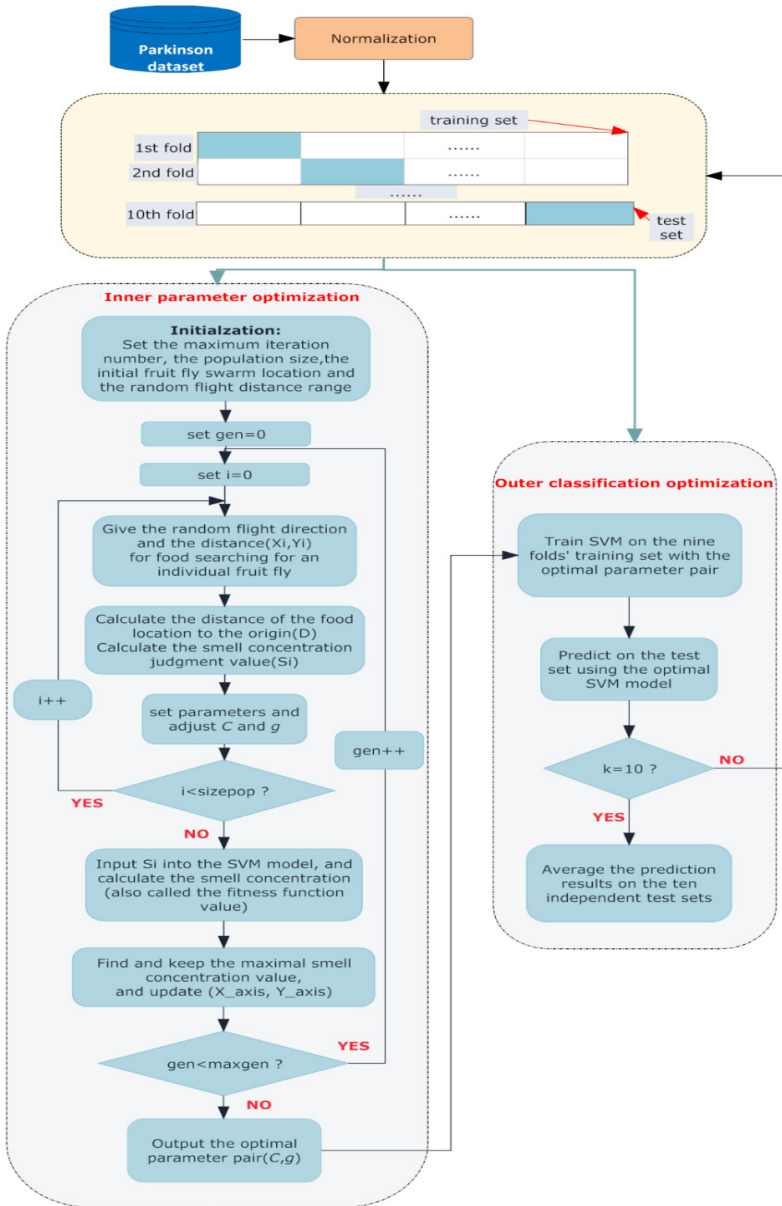 Parkinson
dataset
Normalization
training set
1st fold
......
2nd fold
......
......
10th fold
......
test
set
Inner parameter optimization
Initialzation:
Set the maximum iteration
number, the population size,the
initial fruit fly swarm location and
the random flight distance range
set gen=0
set i=0
Give the random flight direction
and the distance(Xi,Yi)
for food searching for an
individual fruit fly
Calculate the distance of the food
location to the origin(D)
Calculate the smell concentration
judgment value(Si)
i++
set parameters and
adjust C and g
gen++
i<sizepop ?
YES
NO
Input Si into the SVM model, and
calculate the smell concentration
(also called the fitness function
value)
Find and keep the maximal smell
concentration value,
and update (X_axis, Y_axis)
YES
gen<maxgen ?
NO
Output the optimal
parameter pair(C,g)
Outer classification optimization
Train SVM on the nine
folds' training set with the
optimal parameter pair
Predict on the test
set using the optimal
SVM model
NO
k=10 ?
YES
Average the prediction
results on the ten
independent test sets